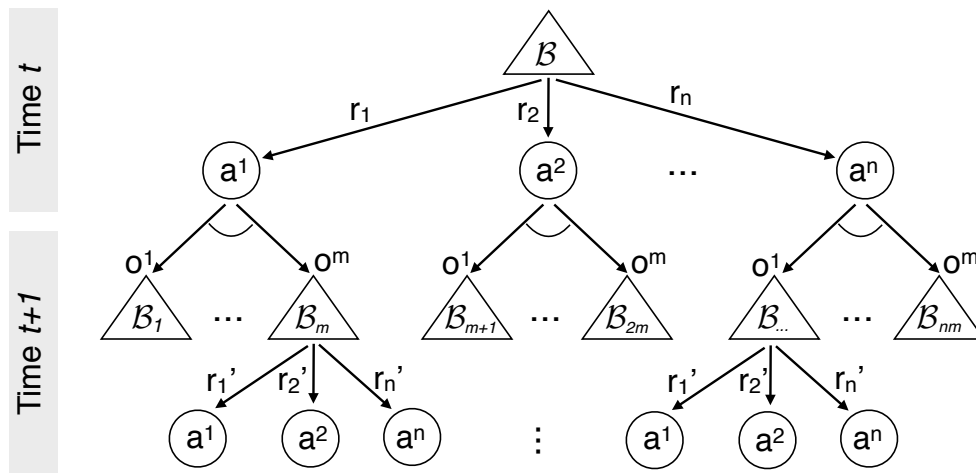 Time t
ℬ
r₁ r₂ rₙ
a¹ a² ... aⁿ
Time t+1
o¹ oᵐ o¹ oᵐ o¹ oᵐ
ℬ₁ ... ℬₘ ℬₘ₊₁ ... ℬ₂ₘ ℬ... ... ℬₙₘ
r₁’ r₂’ rₙ’ r₁’ r₂’ rₙ’
a¹ a² aⁿ ⋮ a¹ a² aⁿ